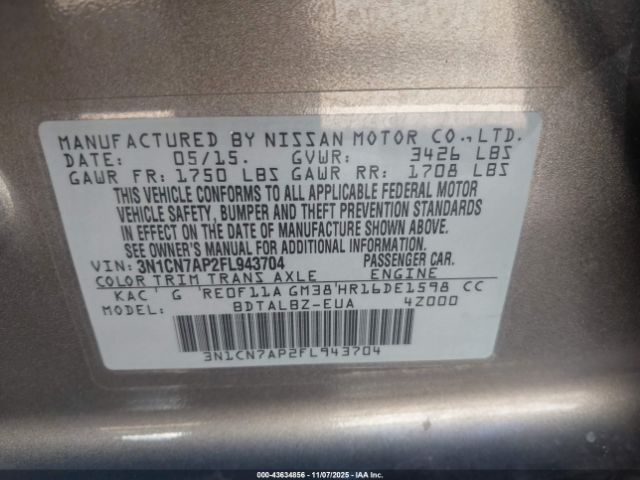 MANUFACTURED BY NISSAN MOTOR CO., LTD.
DATE: 05/15. GVWR: 3426 LBS
GAWR FR: 1750 LBS GAWR RR: 1708 LBS
THIS VEHICLE CONFORMS TO ALL APPLICABLE FEDERAL MOTOR
VEHICLE SAFETY, BUMPER AND THEFT PREVENTION STANDARDS
IN EFFECT ON THE DATE OF MANUFACTURE SHOWN ABOVE.
SEE OWNER'S MANUAL FOR ADDITIONAL INFORMATION.
VIN: 3N1CN7AP2FL943704 PASSENGER CAR.
COLOR TRIM TRANS AXLE ENGINE
KAC' G 'RE0F11A GM38'HR16DE1598 CC
MODEL: BDTALBZ-EUA 4Z000
3N1CN7AP2FL943704
000-43634856 - 11/07/2025 - IAA Inc.